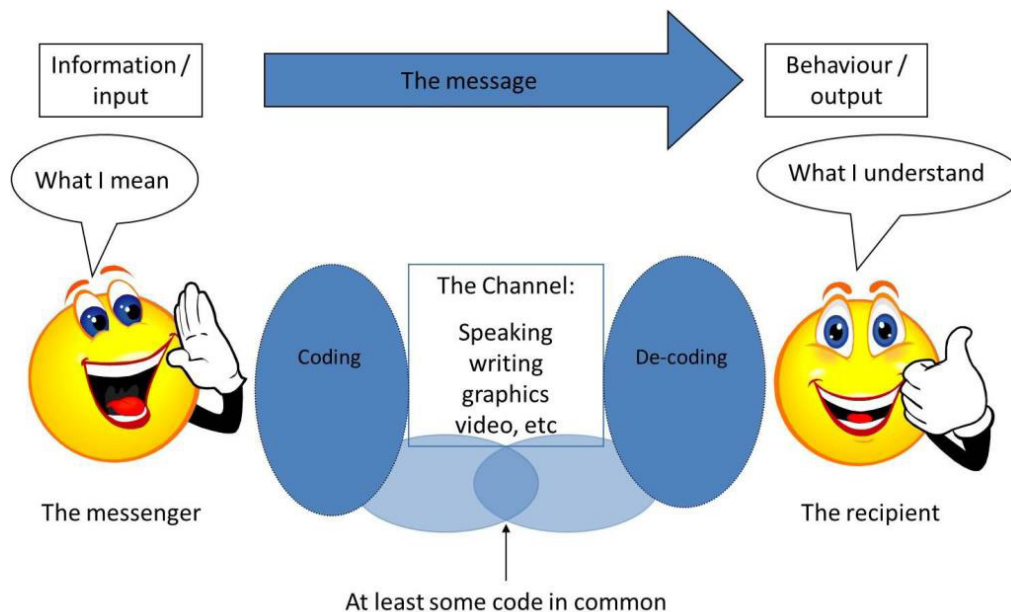 Information /
input
The message
Behaviour /
output
What I mean
What I understand
The Channel:
Speaking
writing
graphics
video, etc
Coding
De-coding
The messenger
The recipient
At least some code in common